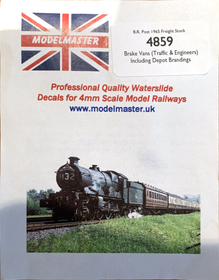 MODELMASTER
B.R. Post 1965 Freight Stock
4859
Brake Vans (Traffic & Engineers)
Including Depot Brandings
Professional Quality Waterslide
Decals for 4mm Scale Model Railways
www.modelmaster.uk
132